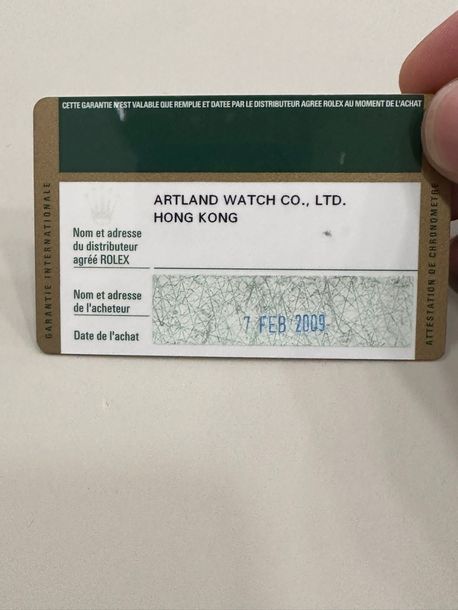 CETTE GARANTIE N'EST VALABLE QUE REMPLIE ET DATEE PAR LE DISTRIBUTEUR AGREE ROLEX AU MOMENT DE L'ACHAT
GARANTIE INTERNATIONALE
ARTLAND WATCH CO., LTD.
HONG KONG
Nom et adresse
du distributeur
agréé ROLEX
Nom et adresse
de l'acheteur
Date de l'achat
7 FEB 2009
ATTESTATION DE CHRONOMETRE